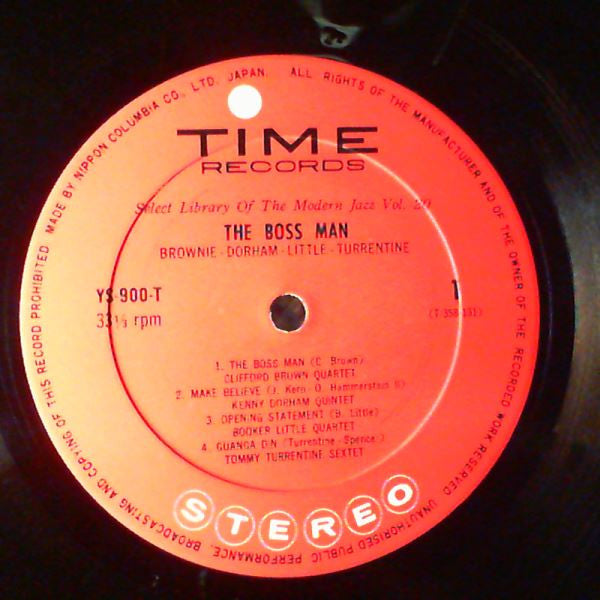 MADE BY NIPPON COLUMBIA CO., LTD. JAPAN. ALL RIGHTS OF THE MANUFACTURER AND OF THE OWNER OF THE RECORDED WORK RESERVED UNAUTHORISED PUBLIC PERFORMANCE, BROADCASTING AND COPYING OF THIS RECORD PROHIBITED
TIME
RECORDS
Select Library Of The Modern Jazz Vol.
THE BOSS MAN
BROWNIE - DORHAM - LITTLE - TURRENTINE
YS-900-T
1
33⅓ rpm
1. THE BOSS MAN (C. Brown)
CLIFFORD BROWN QUARTET
2. MAKE BELIEVE (J. Kern-O. Hammerstein II)
KENNY DORHAM QUINTET
3. OPENING STATEMENT (B. Little)
BOOKER LITTLE QUARTET
4. GUANGA DIN (Turrentine-Spence)
TOMMY TURRENTINE SEXTET
STEREO